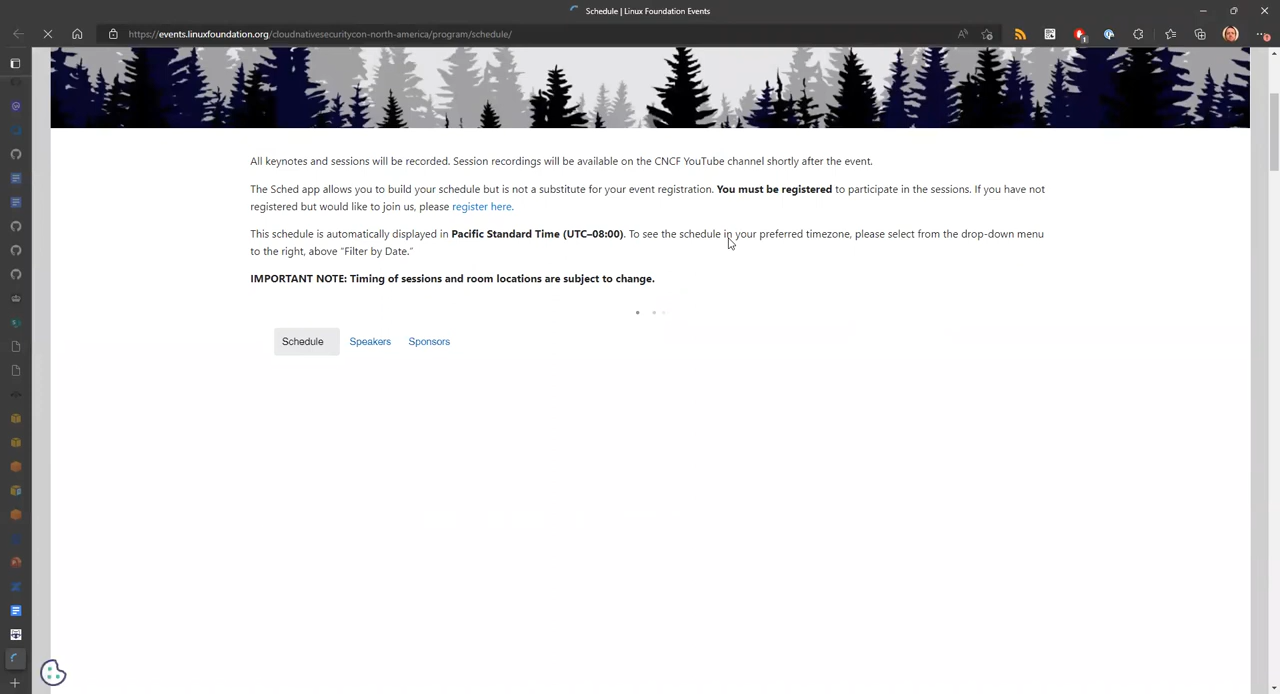 Schedule | Linux Foundation Events
https://events.linuxfoundation.org/cloudnativesecuritycon-north-america/program/schedule/
All keynotes and sessions will be recorded. Session recordings will be available on the CNCF YouTube channel shortly after the event.
The Sched app allows you to build your schedule but is not a substitute for your event registration. You must be registered to participate in the sessions. If you have not
registered but would like to join us, please register here.
This schedule is automatically displayed in Pacific Standard Time (UTC–08:00). To see the schedule in your preferred timezone, please select from the drop-down menu
to the right, above “Filter by Date.”
IMPORTANT NOTE: Timing of sessions and room locations are subject to change.
Schedule Speakers Sponsors